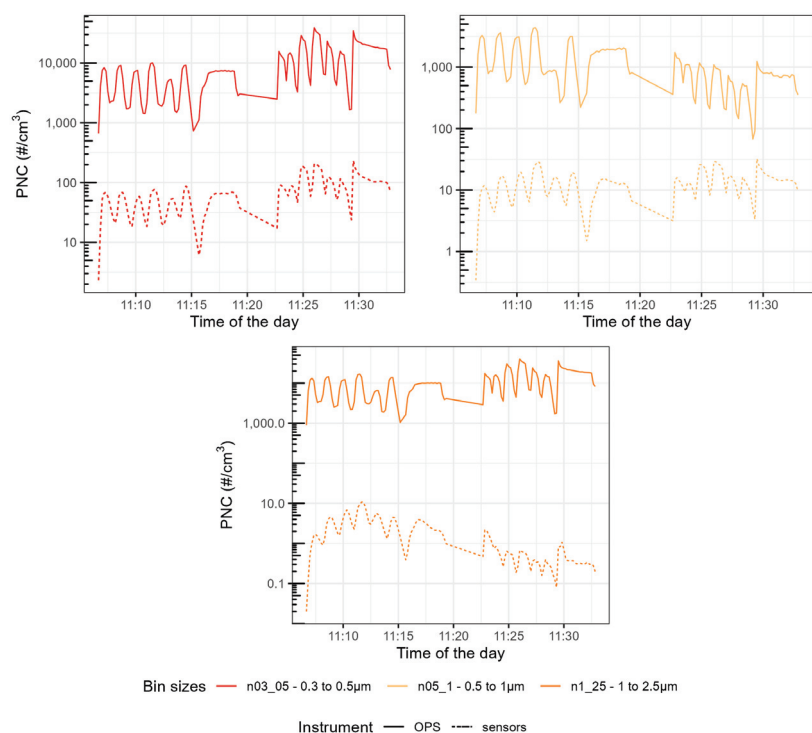 PNC (#/cm³)
10,000
1,000
100
10
11:10 11:15 11:20 11:25 11:30
Time of the day
PNC (#/cm³)
1,000
100
10
1
11:10 11:15 11:20 11:25 11:30
Time of the day
PNC (#/cm³)
1,000.0
10.0
0.1
11:10 11:15 11:20 11:25 11:30
Time of the day
Bin sizes n03_05 - 0.3 to 0.5µm n05_1 - 0.5 to 1µm n1_25 - 1 to 2.5µm
Instrument OPS sensors